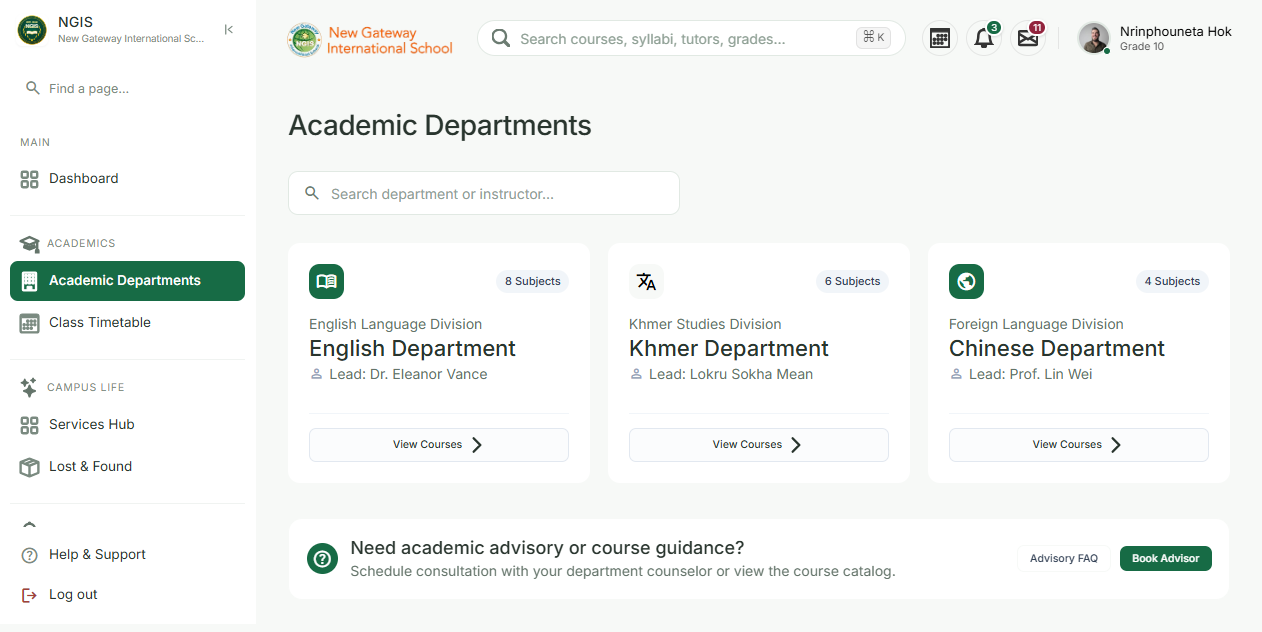 NGIS
New Gateway International Sc...
Find a page...
MAIN
Dashboard
ACADEMICS
Academic Departments
Class Timetable
CAMPUS LIFE
Services Hub
Lost & Found
Help & Support
Log out
New Gateway
International School
Search courses, syllabi, tutors, grades...
⌘ K
3
11
Nrinphouneta Hok
Grade 10
Academic Departments
Search department or instructor...
8 Subjects
English Language Division
English Department
Lead: Dr. Eleanor Vance
View Courses
6 Subjects
Khmer Studies Division
Khmer Department
Lead: Lokru Sokha Mean
View Courses
4 Subjects
Foreign Language Division
Chinese Department
Lead: Prof. Lin Wei
View Courses
Need academic advisory or course guidance?
Schedule consultation with your department counselor or view the course catalog.
Advisory FAQ
Book Advisor